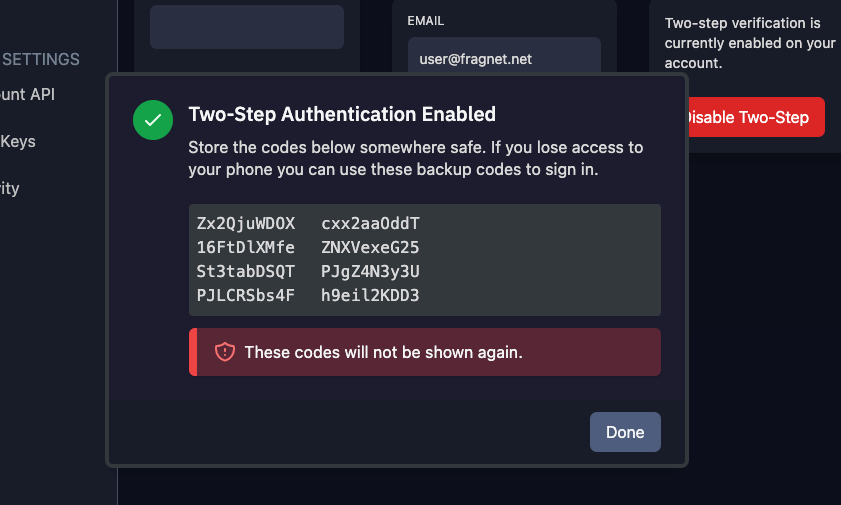 EMAIL
user@fragnet.net
Two-step verification is
currently enabled on your
account.
Disable Two-Step
SETTINGS
unt API
Keys
ity
Two-Step Authentication Enabled
Store the codes below somewhere safe. If you lose access to
your phone you can use these backup codes to sign in.
Zx2QjuWDOX cxx2aaOddT
16FtDlXMfe ZNXVexeG25
St3tabDSQT PJgZ4N3y3U
PJLCRSbs4F h9eil2KDD3
These codes will not be shown again.
Done